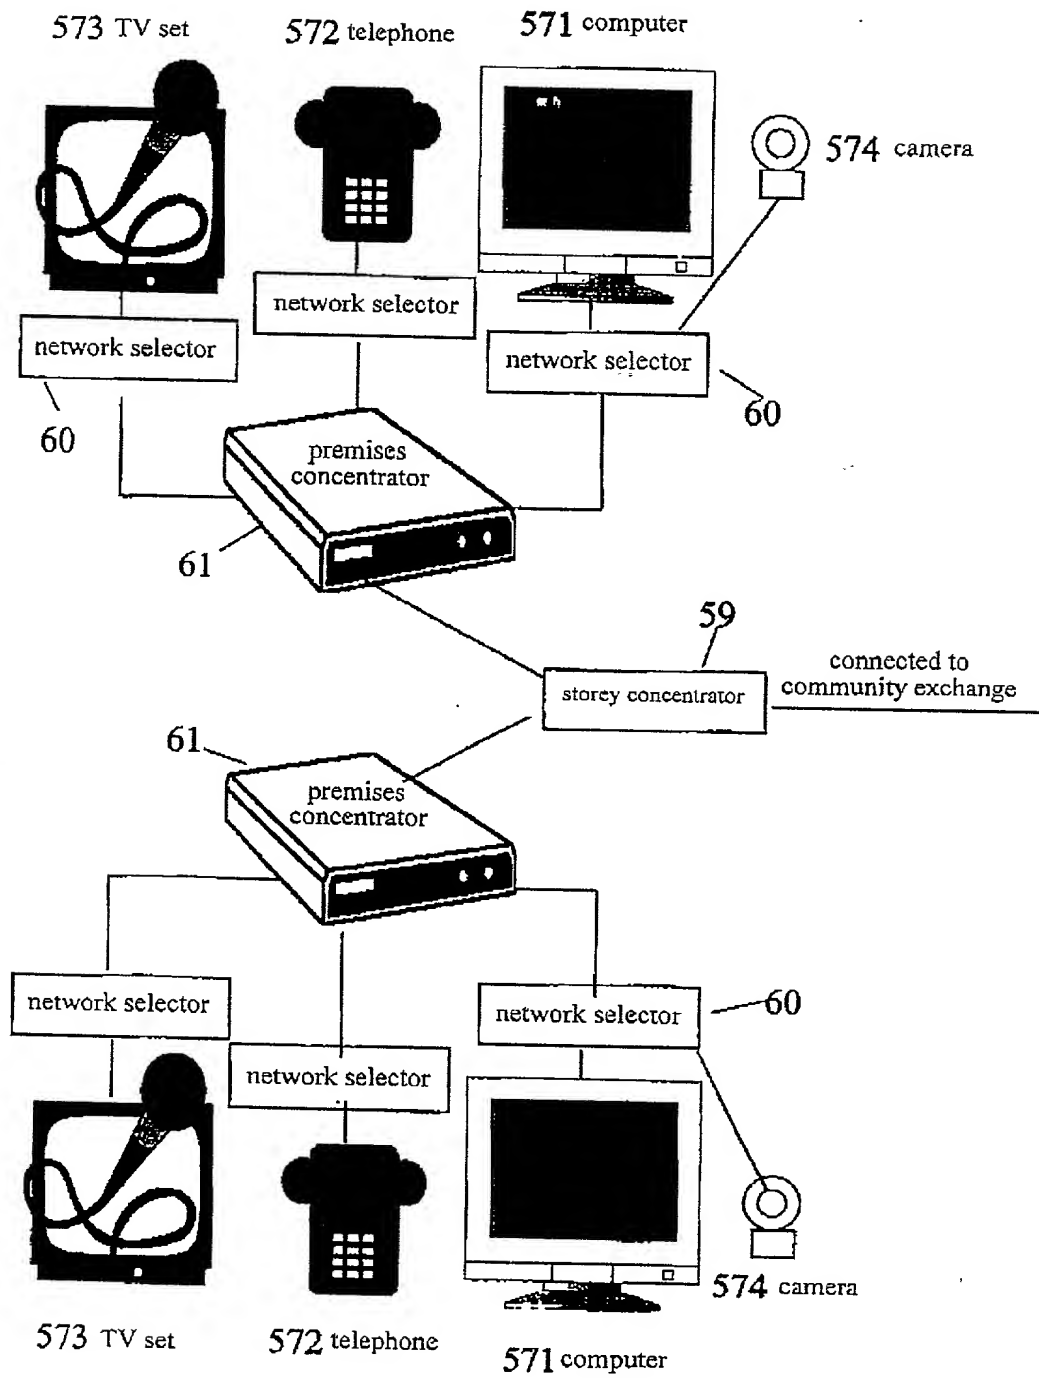 573 TV set
572 telephone
571 computer
574 camera
network selector
network selector
network selector
60
60
premises
concentrator
61
59
connected to
community exchange
storey concentrator
61
premises
concentrator
network selector
network selector
60
network selector
574 camera
573 TV set
572 telephone
571 computer